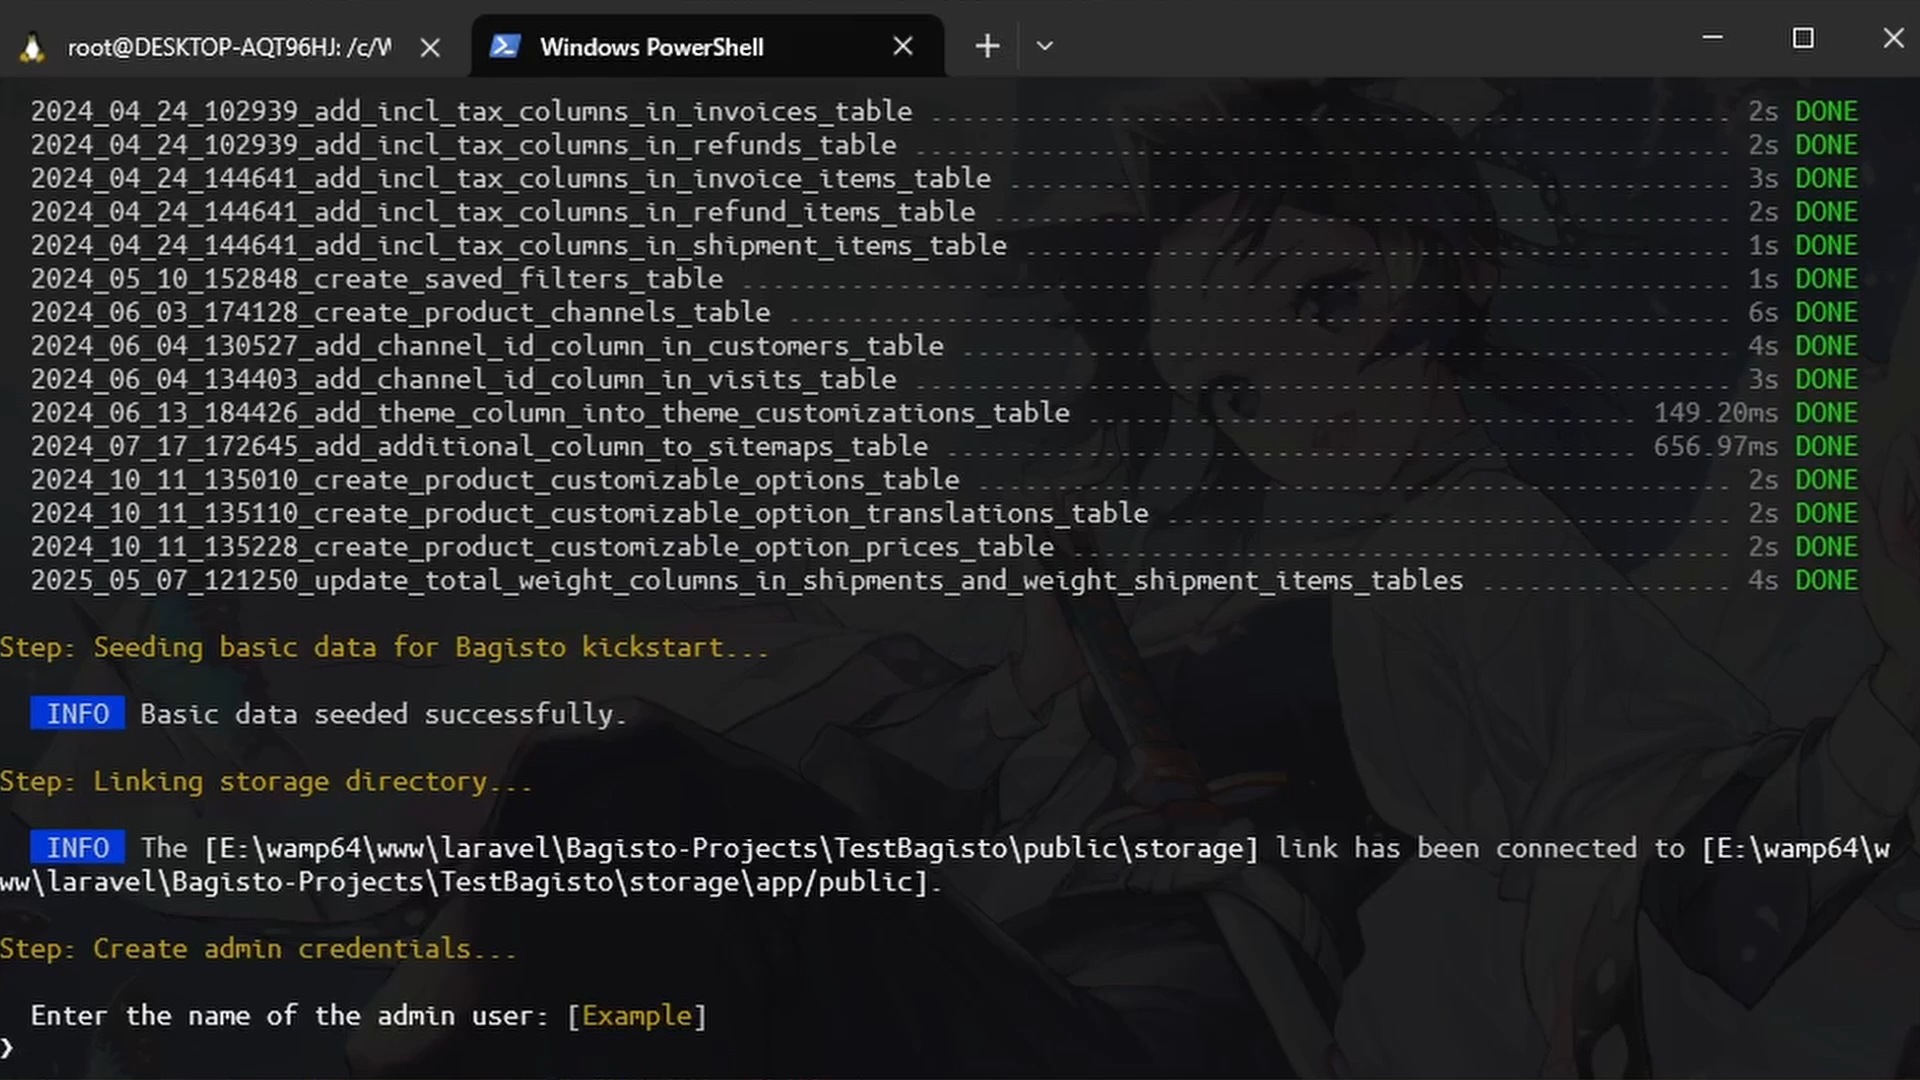 root@DESKTOP-AQT96HJ: /c/W
Windows PowerShell
2024_04_24_102939_add_incl_tax_columns_in_invoices_table ........ 2s DONE
2024_04_24_102939_add_incl_tax_columns_in_refunds_table ........ 2s DONE
2024_04_24_144641_add_incl_tax_columns_in_invoice_items_table ........ 3s DONE
2024_04_24_144641_add_incl_tax_columns_in_refund_items_table ........ 2s DONE
2024_04_24_144641_add_incl_tax_columns_in_shipment_items_table ........ 1s DONE
2024_05_10_152848_create_saved_filters_table ........ 1s DONE
2024_06_03_174128_create_product_channels_table ........ 6s DONE
2024_06_04_130527_add_channel_id_column_in_customers_table ........ 4s DONE
2024_06_04_134403_add_channel_id_column_in_visits_table ........ 3s DONE
2024_06_13_184426_add_theme_column_into_theme_customizations_table ........ 149.20ms DONE
2024_07_17_172645_add_additional_column_to_sitemaps_table ........ 656.97ms DONE
2024_10_11_135010_create_product_customizable_options_table ........ 2s DONE
2024_10_11_135110_create_product_customizable_option_translations_table ........ 2s DONE
2024_10_11_135228_create_product_customizable_option_prices_table ........ 2s DONE
2025_05_07_121250_update_total_weight_columns_in_shipments_and_weight_shipment_items_tables ........ 4s DONE
Step: Seeding basic data for Bagisto kickstart...
INFO Basic data seeded successfully.
Step: Linking storage directory...
INFO The [E:\wamp64\www\laravel\Bagisto-Projects\TestBagisto\public\storage] link has been connected to [E:\wamp64\w
ww\laravel\Bagisto-Projects\TestBagisto\storage\app/public].
Step: Create admin credentials...
Enter the name of the admin user: [Example]
❯